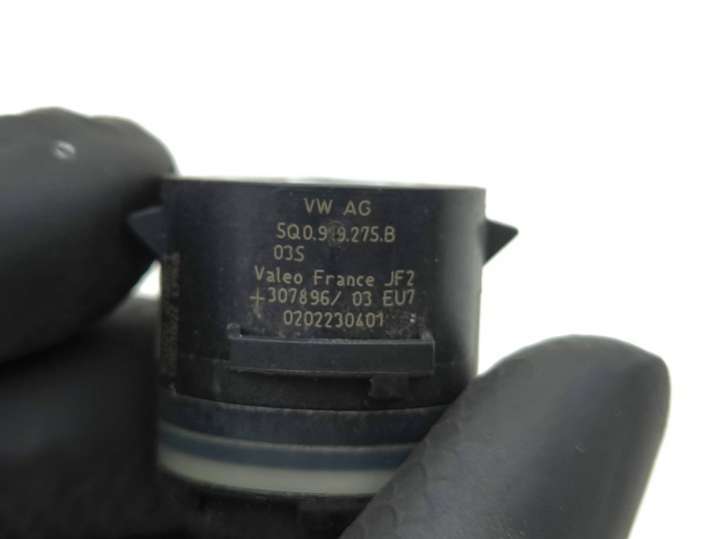 VW AG
5Q0.919.275.B
03S
Valeo France JF2
+307896/ 03 EU7
0202230401